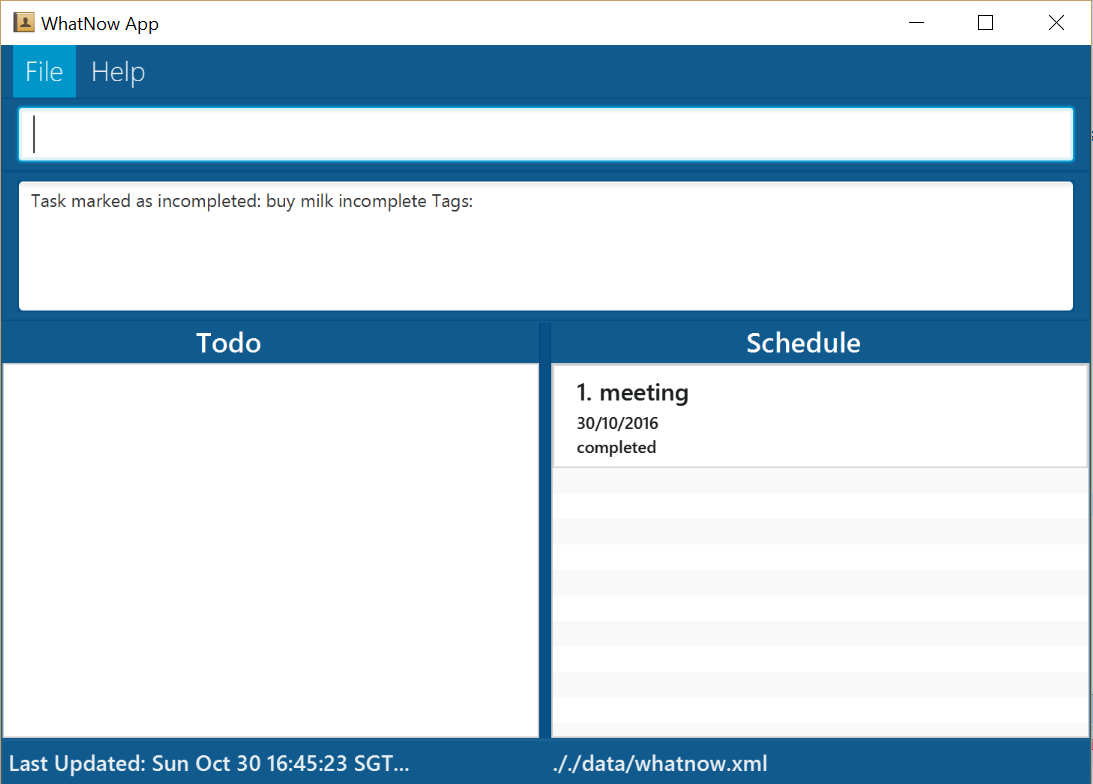 WhatNow App
File Help
Task marked as incompleted: buy milk incomplete Tags:
Todo
Schedule
1. meeting
30/10/2016
completed
Last Updated: Sun Oct 30 16:45:23 SGT...
././data/whatnow.xml